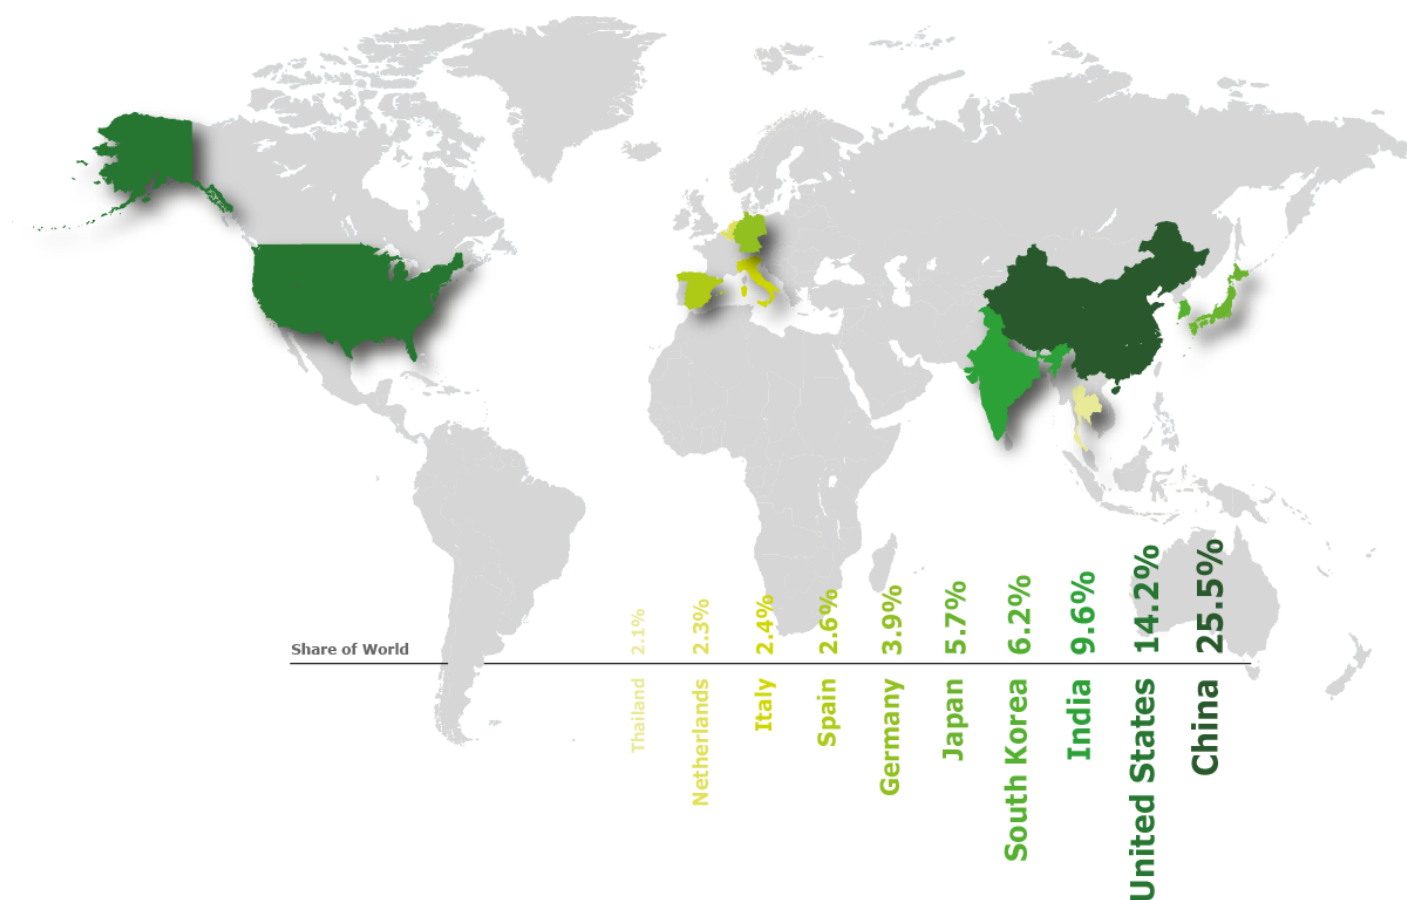 Share of World
2.1%
2.3%
2.4%
2.6%
3.9%
5.7%
6.2%
9.6%
14.2%
25.5%
Thailand
Netherlands
Italy
Spain
Germany
Japan
South Korea
India
United States
China